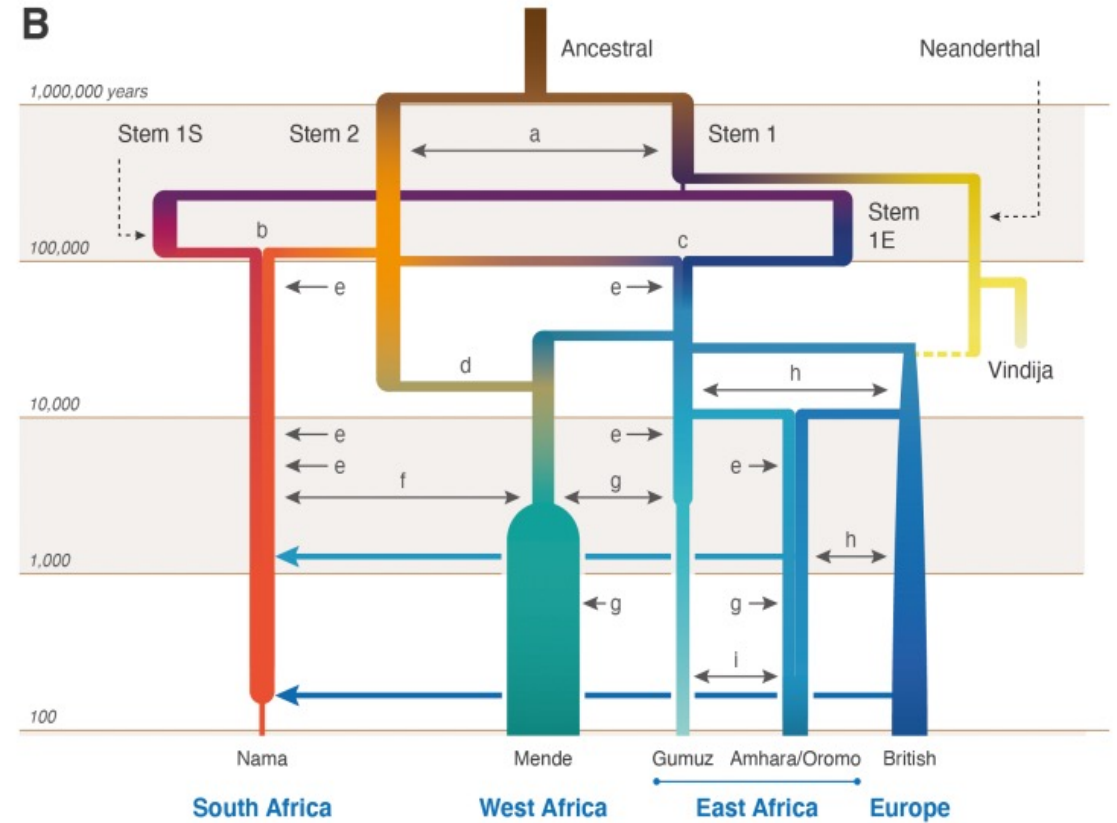 B
Ancestral
Neanderthal
1,000,000 years
Stem 1S
Stem 2
a
Stem 1
Stem
1E
b
c
100,000
e
e
d
Vindija
h
10,000
e
e
e
e
f
g
h
1,000
g
g
i
100
Nama
Mende
Gumuz
Amhara/Oromo
British
South Africa
West Africa
East Africa
Europe